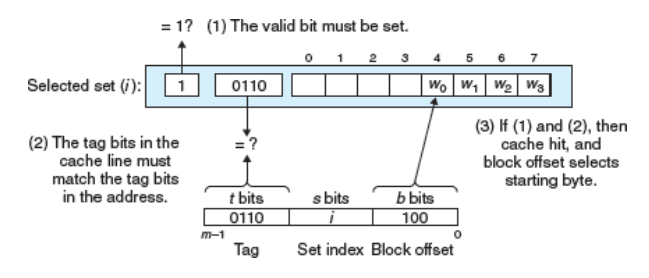 = 1? (1) The valid bit must be set.
0 1 2 3 4 5 6 7
Selected set (i): 1 0110 w0 w1 w2 w3
(2) The tag bits in the
cache line must
match the tag bits
in the address.
= ?
(3) If (1) and (2), then
cache hit, and
block offset selects
starting byte.
t bits s bits b bits
0110 i 100
m–1 0
Tag Set index Block offset